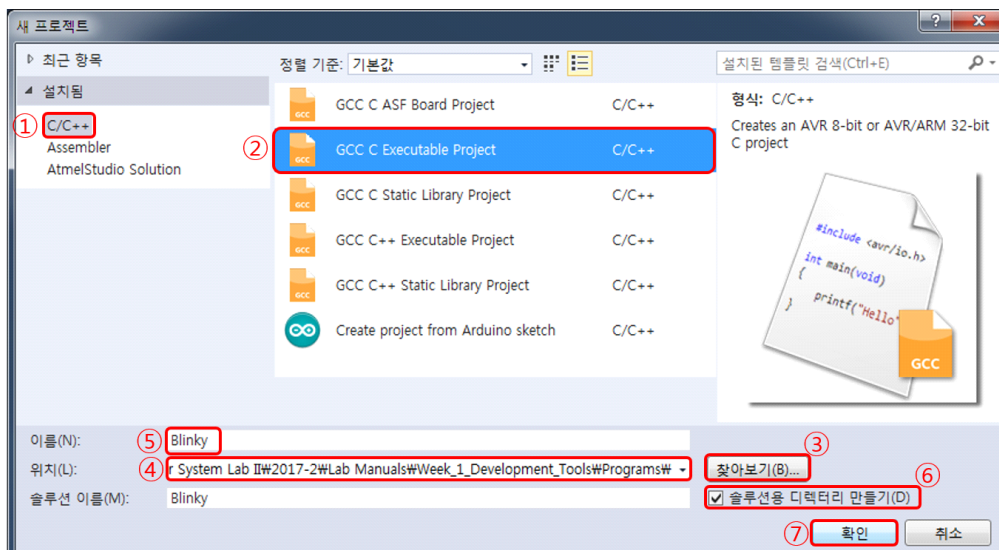 새 프로젝트
최근 항목
설치됨
① C/C++
Assembler
AtmelStudio Solution
정렬 기준: 기본값
GCC C ASF Board Project C/C++
② GCC C Executable Project C/C++
GCC C Static Library Project C/C++
GCC C++ Executable Project C/C++
GCC C++ Static Library Project C/C++
Create project from Arduino sketch C/C++
설치된 템플릿 검색(Ctrl+E)
형식: C/C++
Creates an AVR 8-bit or AVR/ARM 32-bit
C project
#include <avr/io.h>
int main(void)
{
printf("Hello"
}
GCC
이름(N): ⑤ Blinky
위치(L): ④ r System Lab II₩2017-2₩Lab Manuals₩Week_1_Development_Tools₩Programs₩
③ 찾아보기(B)...
솔루션 이름(M): Blinky
⑥ 솔루션용 디렉터리 만들기(D)
⑦ 확인 취소